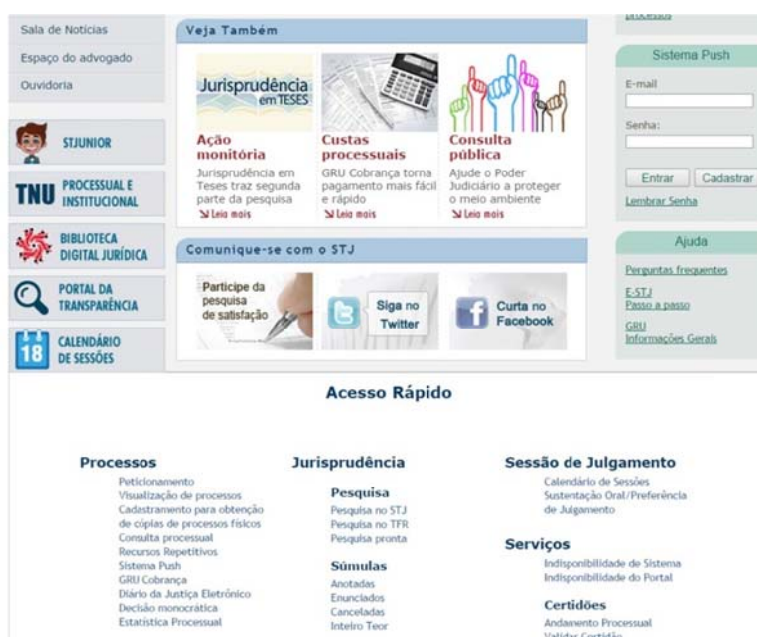 processos
Sala de Notícias
Espaço do advogado
Ouvidoria
STJUNIOR
TNU PROCESSUAL E
INSTITUCIONAL
BIBLIOTECA
DIGITAL JURÍDICA
PORTAL DA
TRANSPARÊNCIA
18
CALENDÁRIO
DE SESSÕES
Veja Também
Jurisprudência
em TESES
Ação
monitória
Jurisprudência em
Teses traz segunda
parte da pesquisa
Leia mais
Custas
processuais
GRU Cobrança torna
pagamento mais fácil
e rápido
Leia mais
Consulta
pública
Ajude o Poder
Judiciário a proteger
o meio ambiente
Leia mais
Comunique-se com o STJ
Participe da
pesquisa
de satisfação
Siga no
Twitter
Curta no
Facebook
Sistema Push
E-mail
Senha:
Entrar
Cadastrar
Lembrar Senha
Ajuda
Perguntas frequentes
E-STJ
Passo a passo
GRU
Informações Gerais
Acesso Rápido
Processos
Peticionamento
Visualização de processos
Cadastramento para obtenção
de cópias de processos físicos
Consulta processual
Recursos Repetitivos
Sistema Push
GRU Cobrança
Diário da Justiça Eletrônico
Decisão monocrática
Estatística Processual
Jurisprudência
Pesquisa
Pesquisa no STJ
Pesquisa no TFR
Pesquisa pronta
Súmulas
Anotadas
Enunciados
Canceladas
Inteiro Teor
Sessão de Julgamento
Calendário de Sessões
Sustentação Oral/Preferência
de Julgamento
Serviços
Indisponibilidade de Sistema
Indisponibilidade do Portal
Certidões
Andamento Processual
Validar Certidão